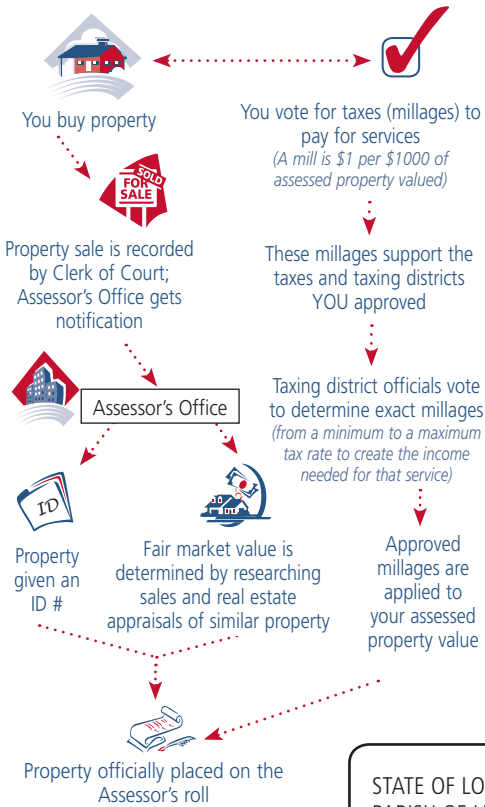 You buy property
FOR
SALE
SOLD
Property sale is recorded
by Clerk of Court;
Assessor's Office gets
notification
Assessor's Office
ID
Property
given an
ID #
Fair market value is
determined by researching
sales and real estate
appraisals of similar property
You vote for taxes (millages) to
pay for services
(A mill is $1 per $1000 of
assessed property valued)
These millages support the
taxes and taxing districts
YOU approved
Taxing district officials vote
to determine exact millages
(from a minimum to a maximum
tax rate to create the income
needed for that service)
Approved
millages are
applied to
your assessed
property value
Property officially placed on the
Assessor's roll
STATE OF LO